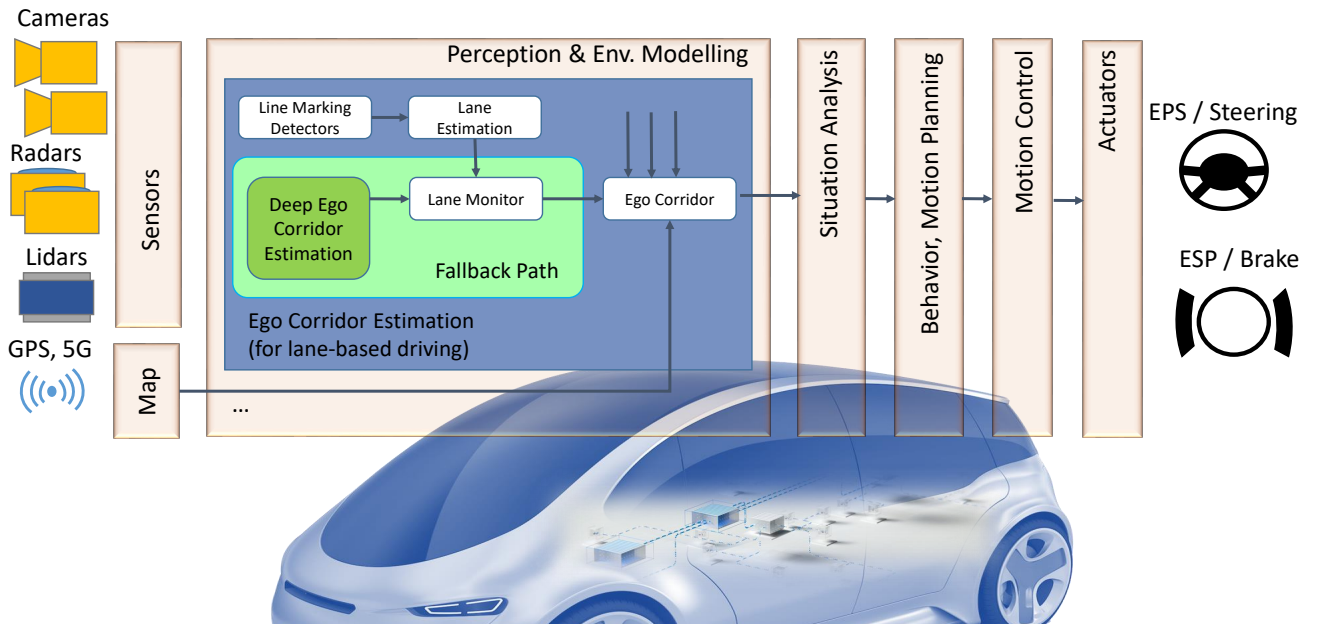 Cameras
Radars
Lidars
GPS, 5G
Sensors
Map
Perception & Env. Modelling
Line Marking
Detectors
Lane
Estimation
Deep Ego
Corridor
Estimation
Lane Monitor
Fallback Path
Ego Corridor
Ego Corridor Estimation
(for lane-based driving)
...
Situation Analysis
Behavior, Motion Planning
Motion Control
Actuators
EPS / Steering
ESP / Brake